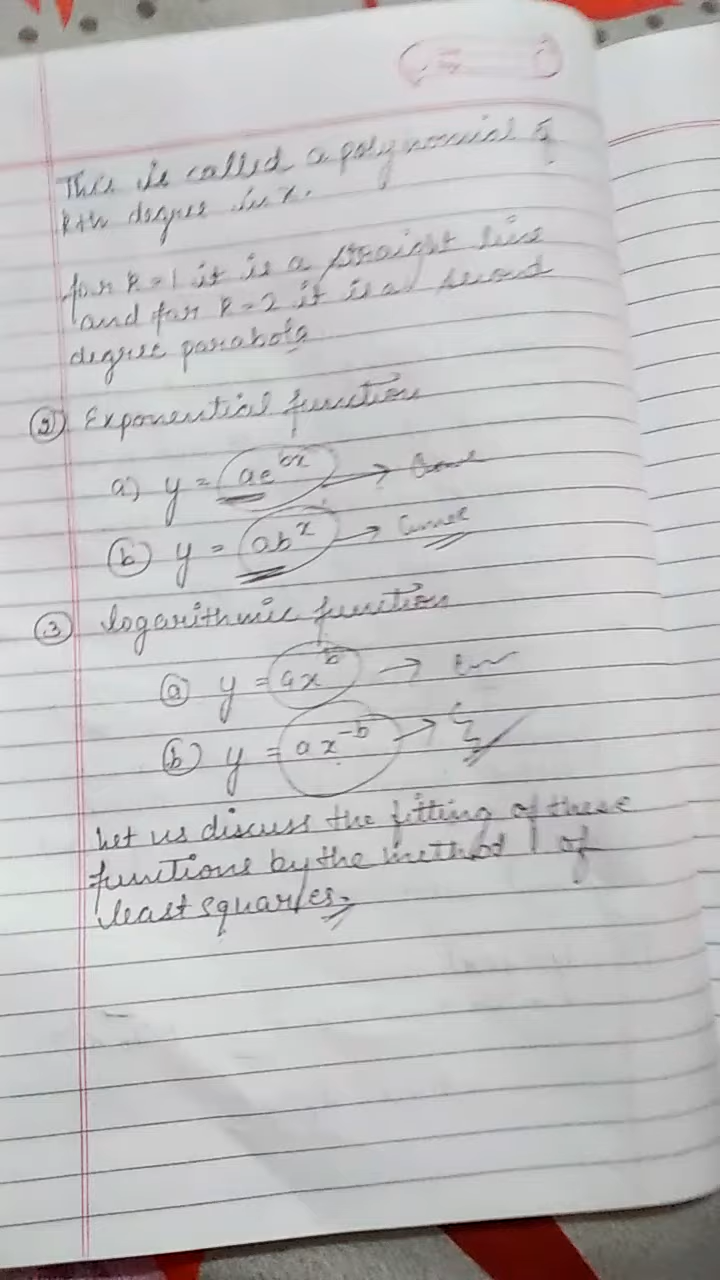 This is called a polynomial of
kth degree in x.
for k = 1 it is a straight line
and for k = 2 it is a second
degree parabola
(2) Exponential function
a) y = ae^bx → 
(b) y = ab^x → Curve
(3) logarithmic function
(a) y = ax^b →
(b) y = ax^-b →
Let us discuss the fitting of these
functions by the method of
least squares.